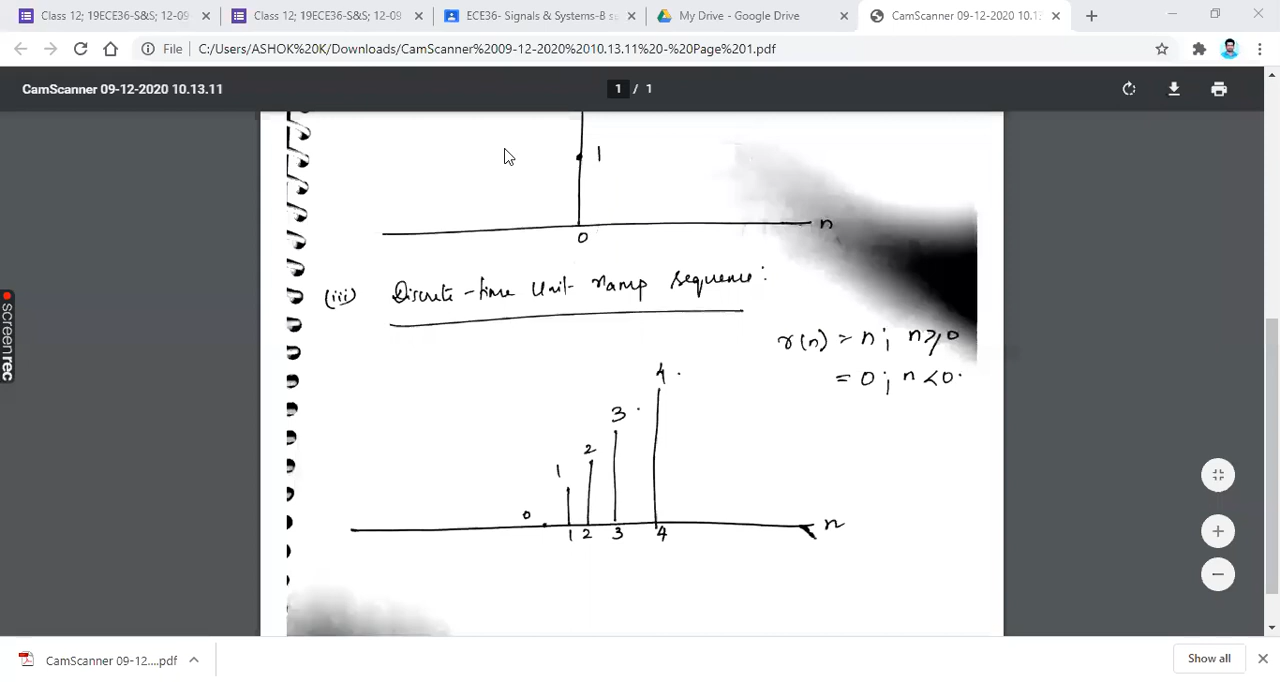 Class 12; 19ECE36-S&S; 12-09
Class 12; 19ECE36-S&S; 12-09
ECE36- Signals & Systems-B s
My Drive - Google Drive
CamScanner 09-12-2020 10.13
File
C:/Users/ASHOK%20K/Downloads/CamScanner%2009-12-2020%2010.13.11%20-%20Page%201.pdf
CamScanner 09-12-2020 10.13.11
1 / 1
1
n
0
(iii) Discrete-time unit ramp sequence:
r(n) = n; n≥0
= 0; n<0.
4
3
2
1
0
1 2 3 4
n
screenrec
CamScanner 09-12....pdf
Show all